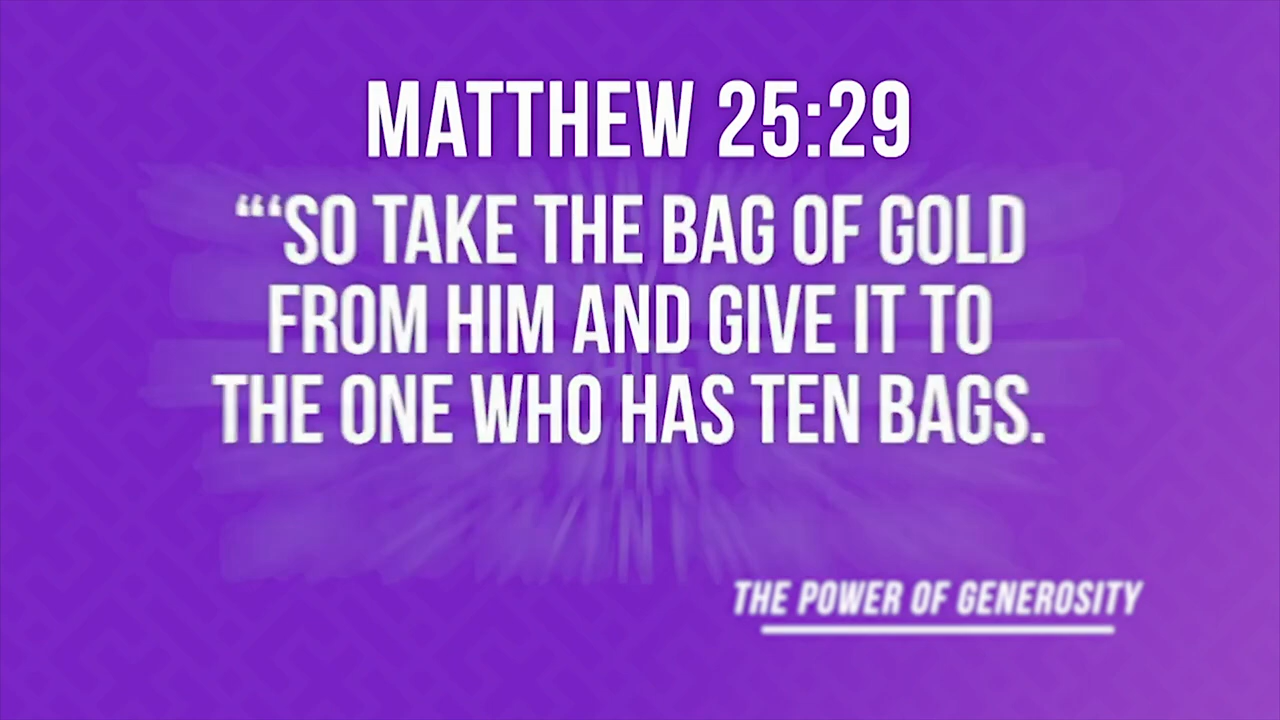 MATTHEW 25:29
“‘SO TAKE THE BAG OF GOLD
FROM HIM AND GIVE IT TO
THE ONE WHO HAS TEN BAGS.
THE POWER OF GENEROSITY